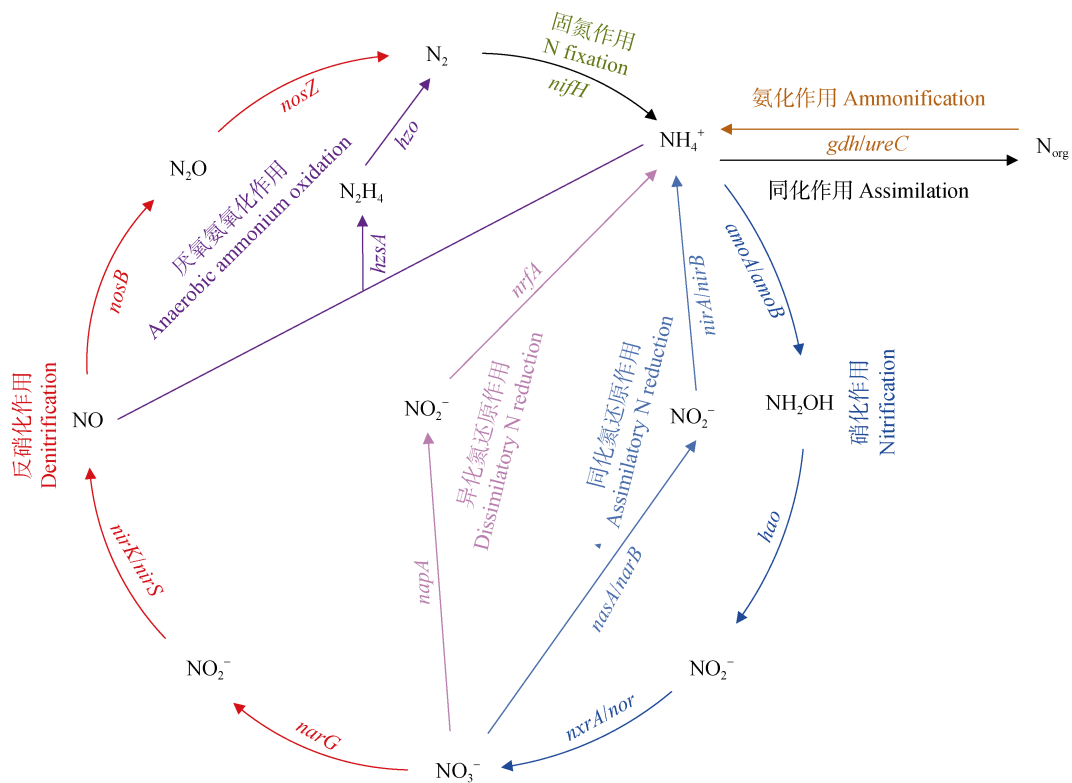 固氮作用
N fixation
nifH
N₂
nosZ
氨化作用 Ammonification
gdh/ureC
NH₄⁺
N_org
同化作用 Assimilation
N₂O
hzo
N₂H₄
厌氧氨氧化作用
Anaerobic ammonium oxidation
hzsA
nosB
nrfA
nirA/nirB
amoA/amoB
反硝化作用
Denitrification
NO
NO₂⁻
异化氮还原作用
Dissimilatory N reduction
同化氮还原作用
Assimilatory N reduction
NO₂⁻
NH₂OH
硝化作用
Nitrification
nirK/nirS
napA
nasA/narB
hao
NO₂⁻
NO₂⁻
narG
nxrA/nor
NO₃⁻